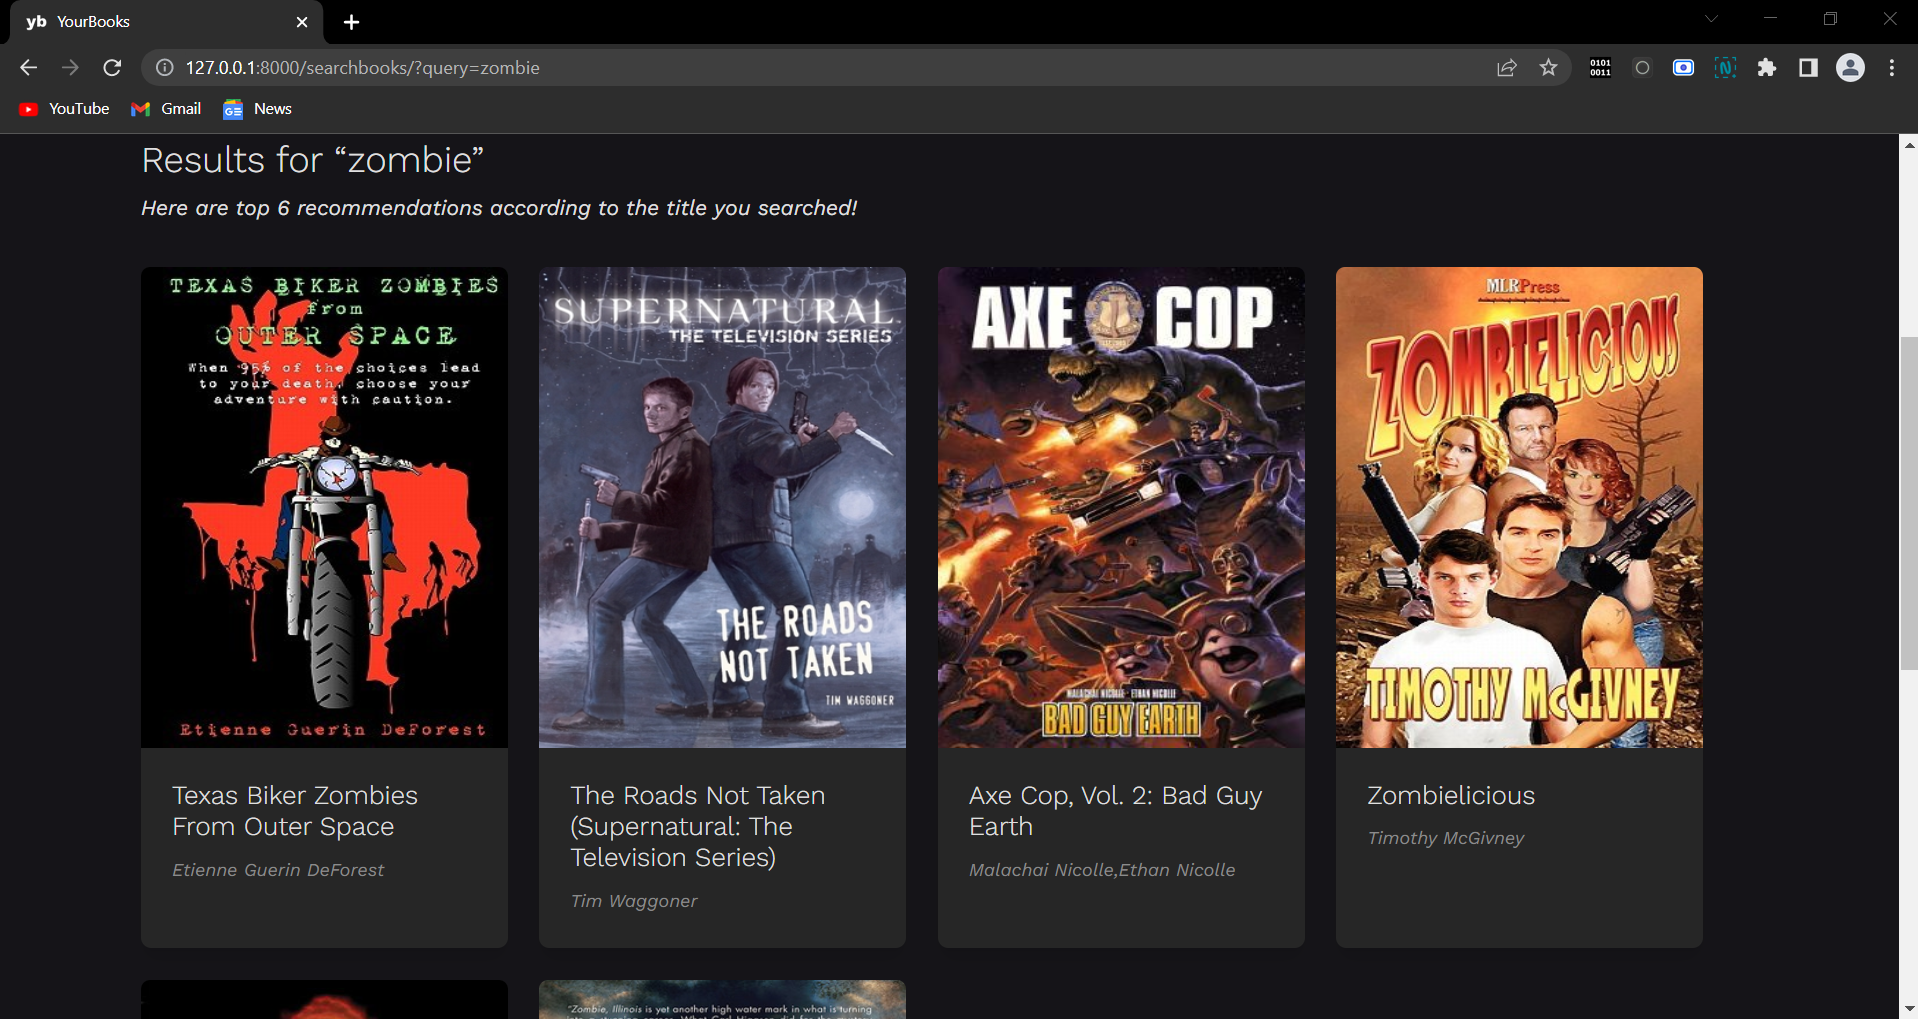 yb YourBooks
127.0.0.1:8000/searchbooks/?query=zombie
0101
0011
N
YouTube
Gmail
GE News
Results for “zombie”
Here are top 6 recommendations according to the title you searched!
TEXAS BIKER ZOMBIES
from
OUTER SPACE
When 95% of the choices lead
to your death, choose your
adventure with caution.
Etienne Guerin DeForest
SUPERNATURAL
THE TELEVISION SERIES
THE ROADS
NOT TAKEN
TIM WAGGONER
AXE COP
MALACHAI NICOLLE · ETHAN NICOLLE
BAD GUY EARTH
MLRPress
ZOMBIELICIOUS
TIMOTHY McGIVNEY
Texas Biker Zombies
From Outer Space
Etienne Guerin DeForest
The Roads Not Taken
(Supernatural: The
Television Series)
Tim Waggoner
Axe Cop, Vol. 2: Bad Guy
Earth
Malachai Nicolle,Ethan Nicolle
Zombielicious
Timothy McGivney
"Zombie, Illinois is yet another high water mark in what is turning